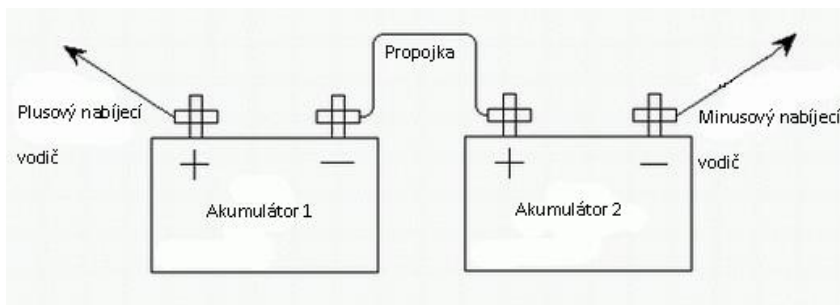 Propojka
Plusový nabíjecí
vodič
Minusový nabíjecí
vodič
+
—
+
—
Akumulátor 1
Akumulátor 2